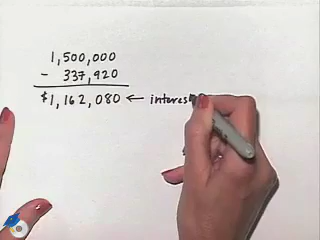 1,500,000
- 337,920
$1,162,080 ← interest